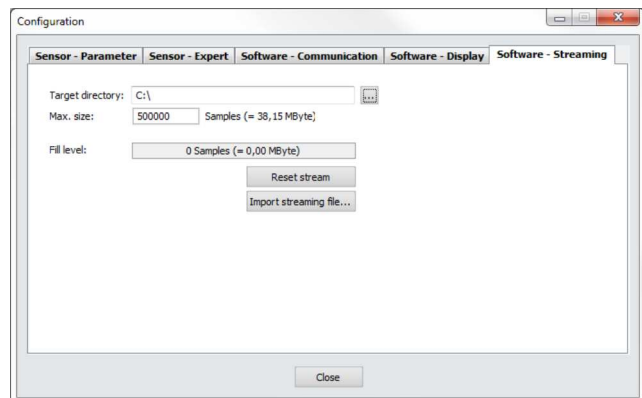 Configuration
Sensor - Parameter Sensor - Expert Software - Communication Software - Display Software - Streaming
Target directory: C:\ ...
Max. size: 500000 Samples (= 38,15 MByte)
Fill level: 0 Samples (= 0,00 MByte)
Reset stream
Import streaming file...
Close